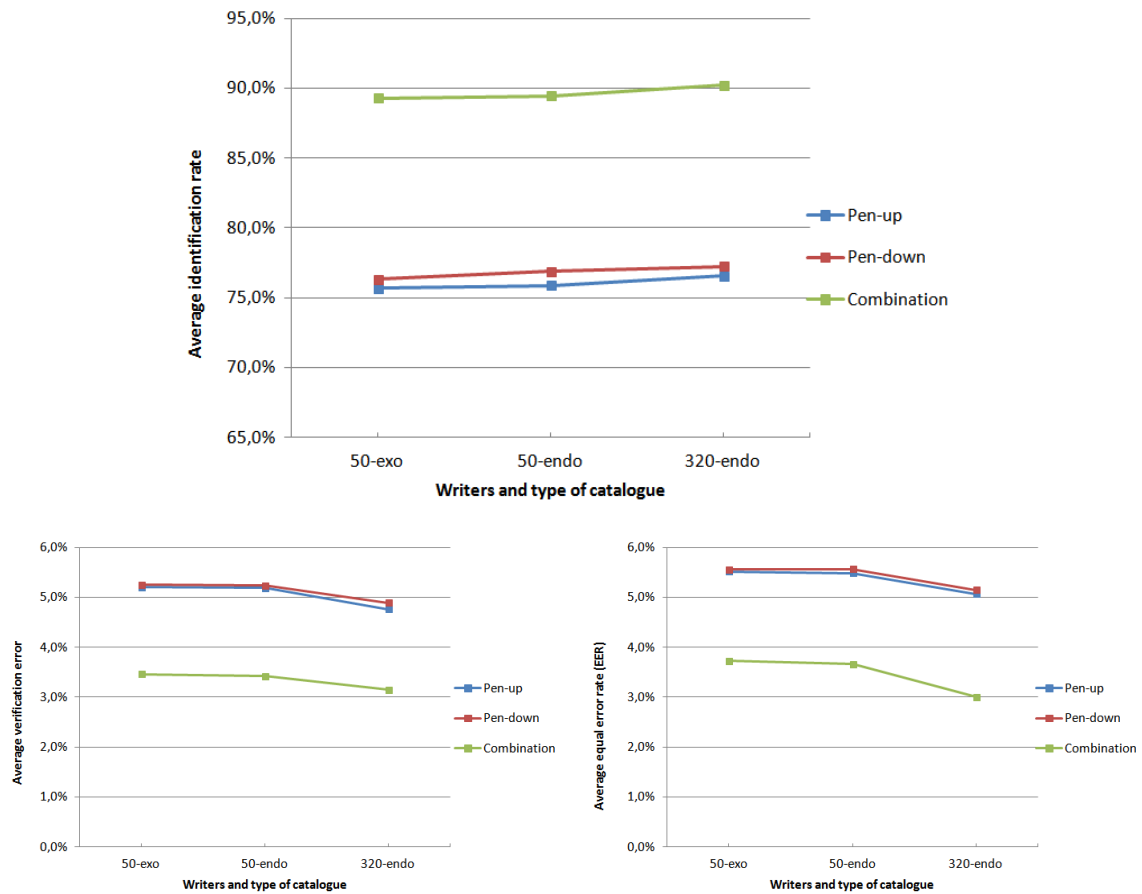 95,0%
90,0%
85,0%
80,0%
75,0%
70,0%
65,0%
Average identification rate
50-exo 50-endo 320-endo
Writers and type of catalogue
Pen-up
Pen-down
Combination
6,0%
5,0%
4,0%
3,0%
2,0%
1,0%
0,0%
Average verification error
50-exo 50-endo 320-endo
Writers and type of catalogue
Pen-up
Pen-down
Combination
6,0%
5,0%
4,0%
3,0%
2,0%
1,0%
0,0%
Average equal error rate (EER)
50-exo 50-endo 320-endo
Writers and type of catalogue
Pen-up
Pen-down
Combination